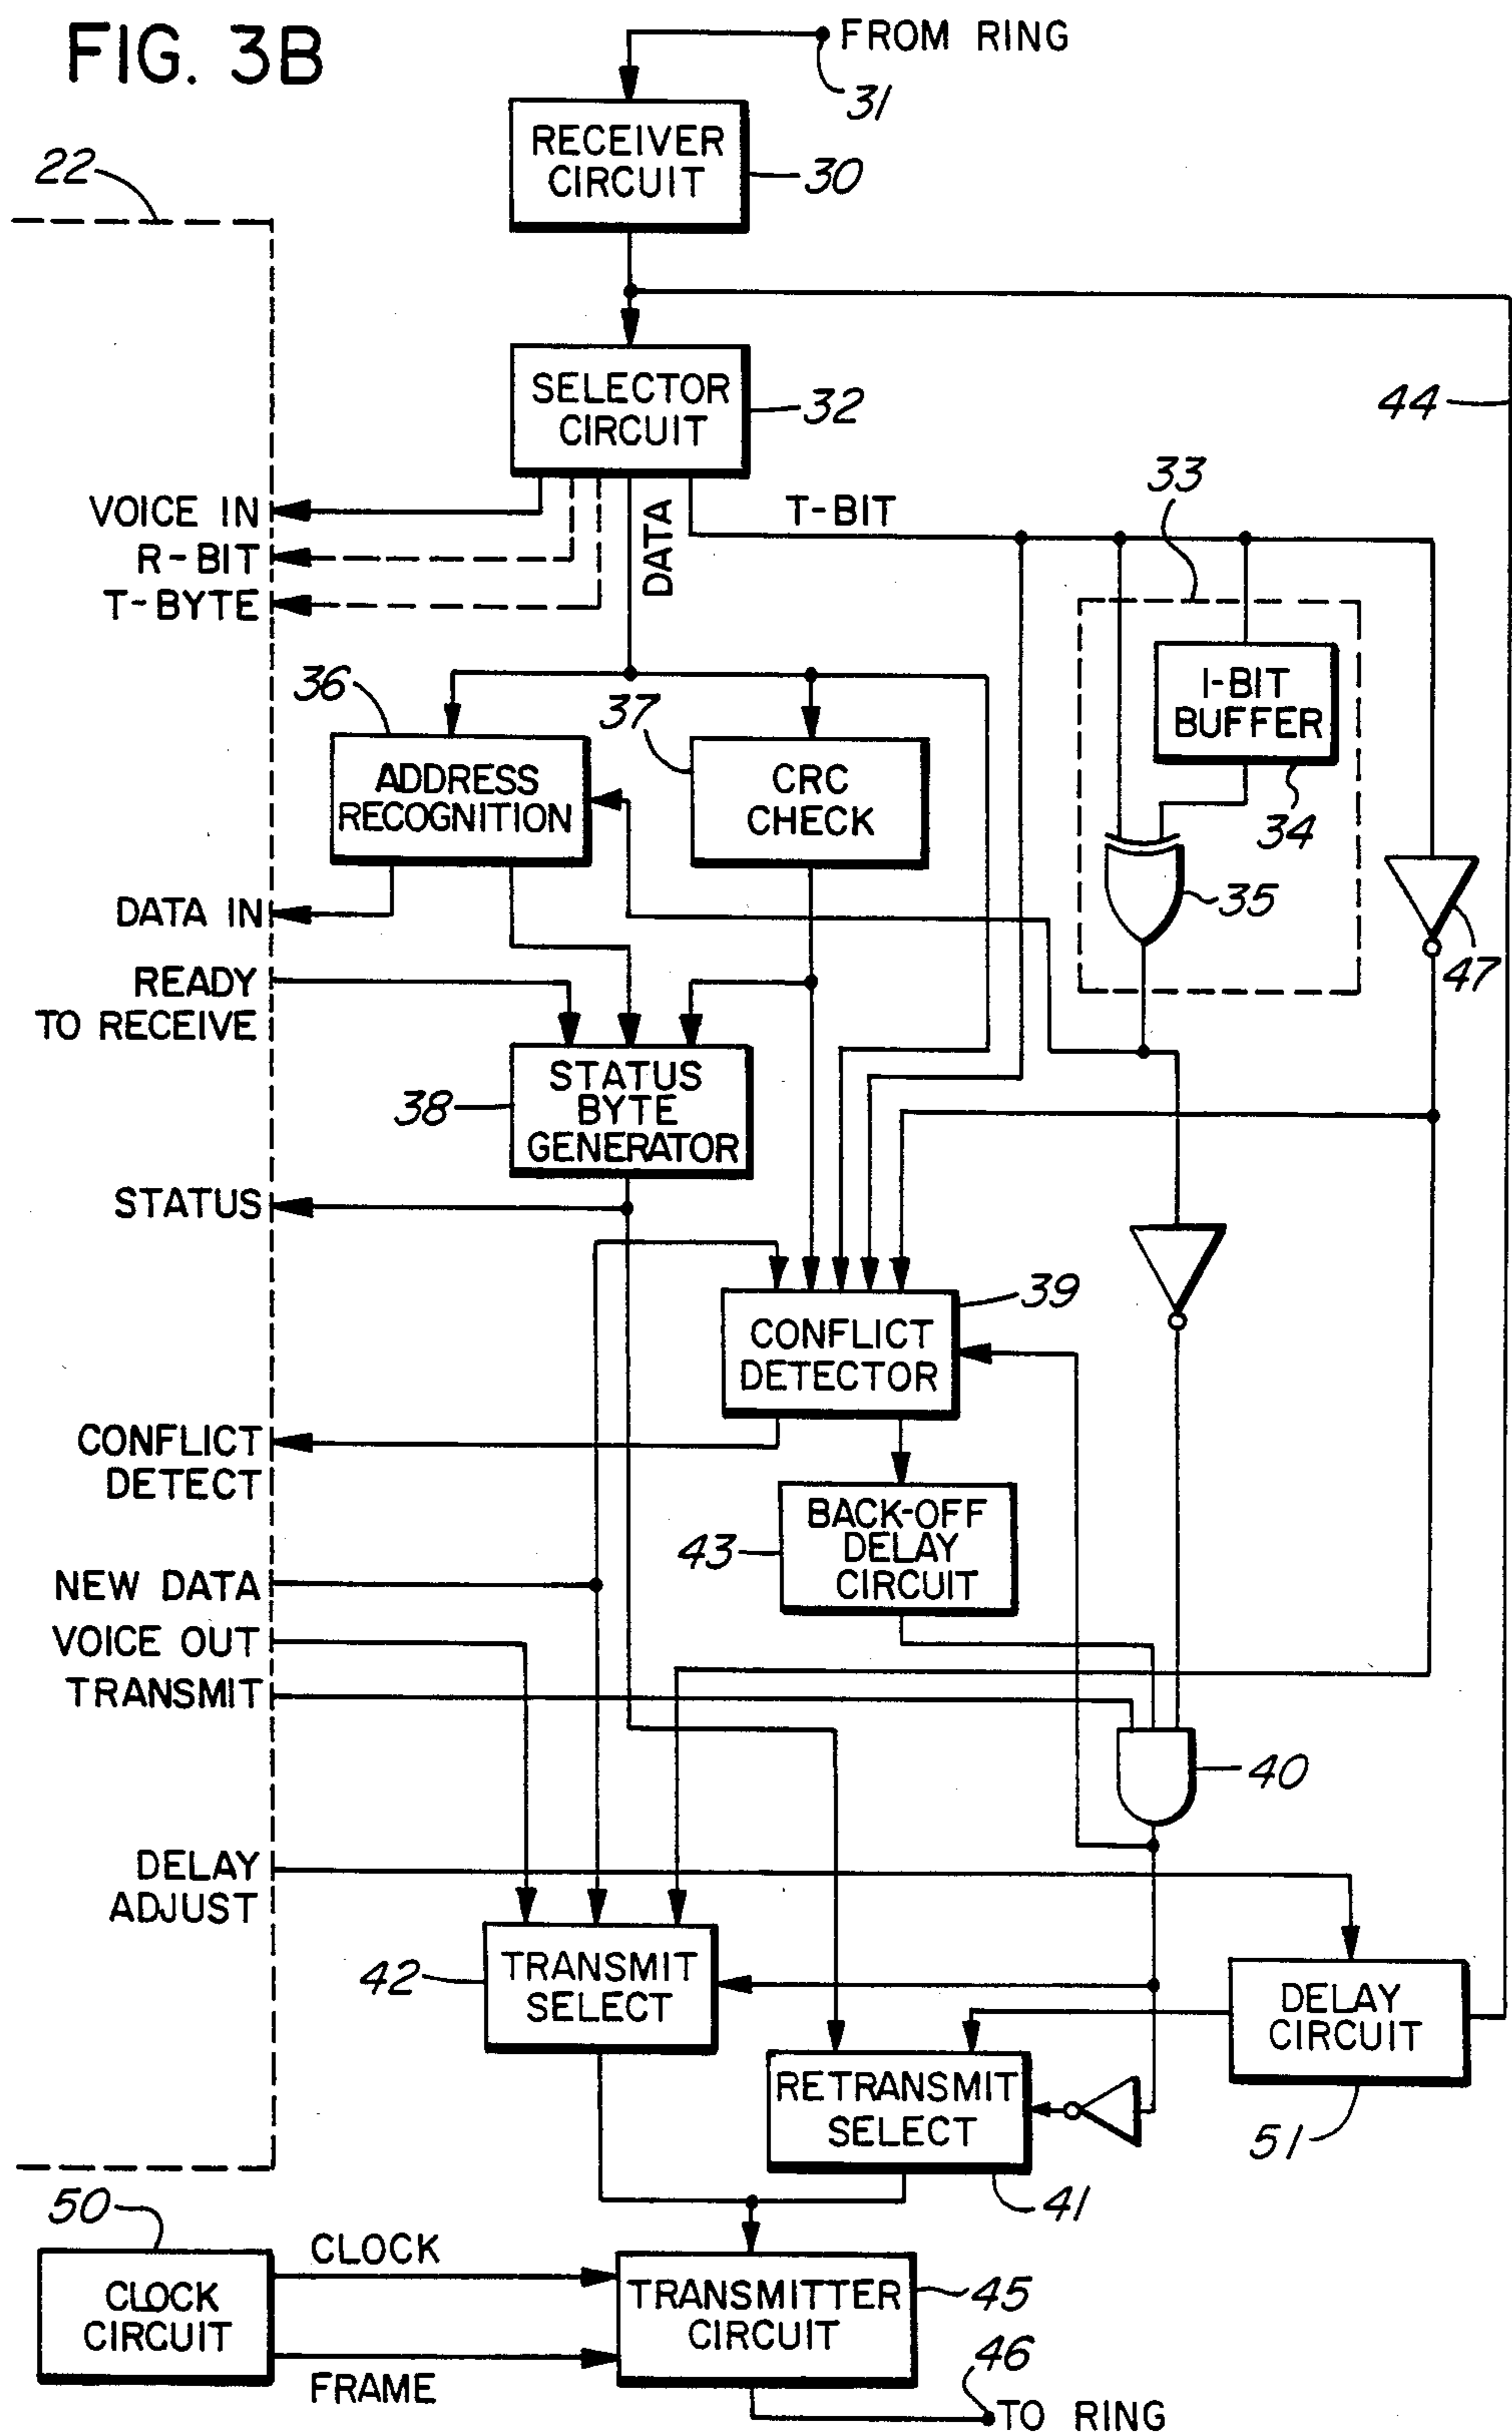 FIG. 3B
FROM RING
31
RECEIVER
CIRCUIT
30
22
SELECTOR
CIRCUIT
32
44
VOICE IN
R-BIT
T-BYTE
DATA
T-BIT
33
1-BIT
BUFFER
34
36
37
ADDRESS
RECOGNITION
CRC
CHECK
35
47
DATA IN
READY
TO RECEIVE
38
STATUS
BYTE
GENERATOR
STATUS
39
CONFLICT
DETECTOR
CONFLICT
DETECT
43
BACK-OFF
DELAY
CIRCUIT
NEW DATA
VOICE OUT
TRANSMIT
40
DELAY
ADJUST
42
TRANSMIT
SELECT
DELAY
CIRCUIT
51
RETRANSMIT
SELECT
41
50
CLOCK
CIRCUIT
CLOCK
FRAME
TRANSMITTER
CIRCUIT
45
46
TO RING